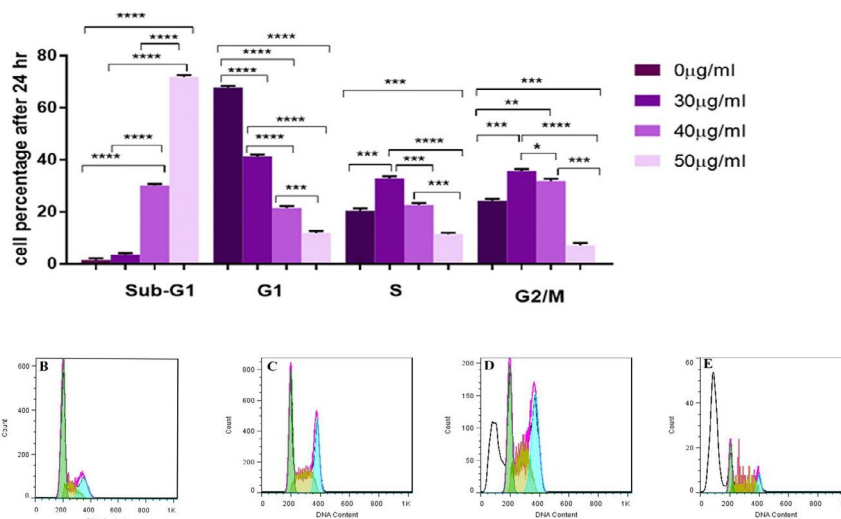 cell percentage after 24 hr
80
60
40
20
0
****
****
****
****
****
Sub-G1
****
****
****
****
****
***
G1
***
****
***
***
***
S
***
**
***
****
*
***
G2/M
0μg/ml
30μg/ml
40μg/ml
50μg/ml
B
600
400
200
0
Count
0 200 400 600 800 1K
C
800
600
400
200
0
Count
0 200 400 600 800 1K
DNA Content
D
200
150
100
50
0
Count
0 200 400 600 800 1K
DNA Content
E
60
40
20
0
Count
0 200 400 600 800
DNA Content